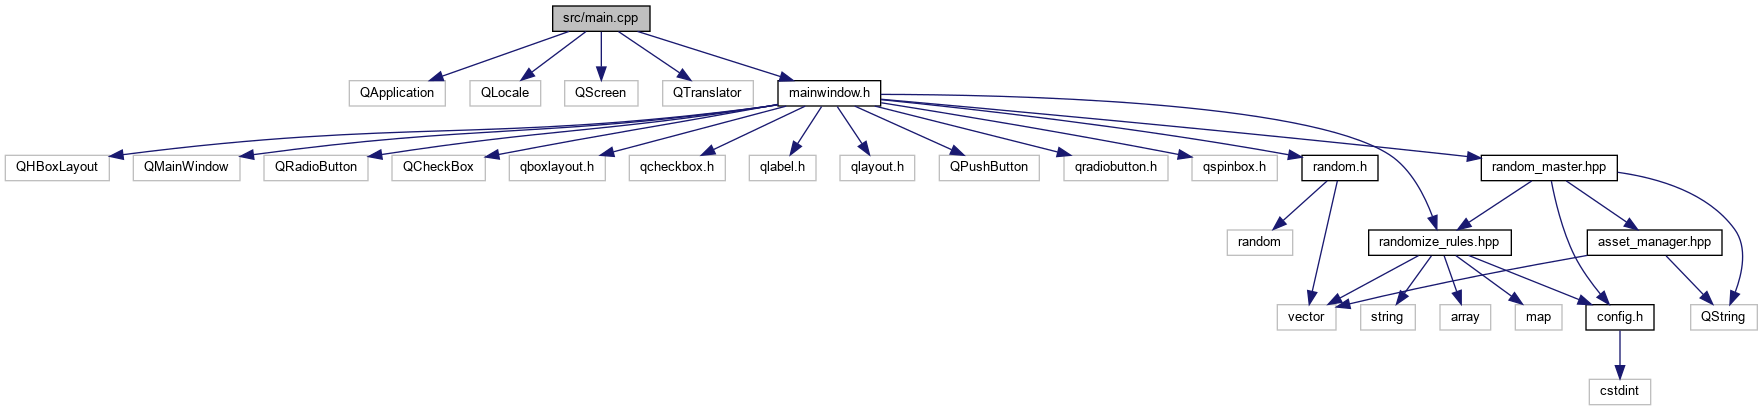 src/main.cpp
QApplication
QLocale
QScreen
QTranslator
mainwindow.h
QHBoxLayout
QMainWindow
QRadioButton
QCheckBox
qboxlayout.h
qcheckbox.h
qlabel.h
qlayout.h
QPushButton
qradiobutton.h
qspinbox.h
random.h
random_master.hpp
random
randomize_rules.hpp
asset_manager.hpp
vector
string
array
map
config.h
QString
cstdint